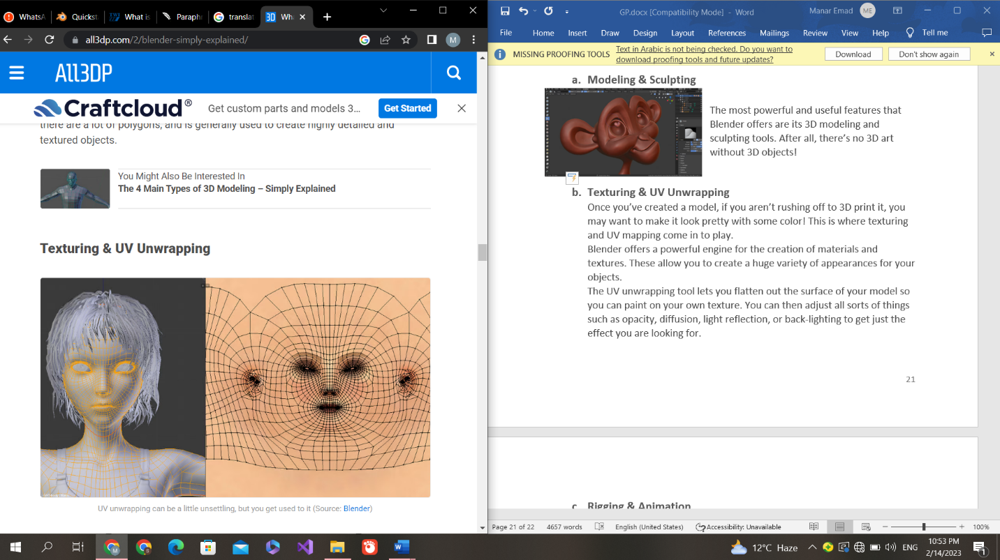 WhatsA
Quickst
What is
Paraphr
translat
Wha
all3dp.com/2/blender-simply-explained/
M
ALL3DP
Craftcloud®
Get custom parts and models 3...
Get Started
there are a lot of polygons, and is generally used to create highly detailed and
textured objects.
You Might Also Be Interested In
The 4 Main Types of 3D Modeling – Simply Explained
Texturing & UV Unwrapping
UV unwrapping can be a little unsettling, but you get used to it (Source: Blender)
GP.docx [Compatibility Mode] - Word
Manar Emad
ME
File
Home
Insert
Draw
Design
Layout
References
Mailings
Review
View
Help
Tell me
MISSING PROOFING TOOLS
Text in Arabic is not being checked. Do you want to
download proofing tools and future updates?
Download
Don't show again
a. Modeling & Sculpting
The most powerful and useful features that
Blender offers are its 3D modeling and
sculpting tools. After all, there's no 3D art
without 3D objects!
b. Texturing & UV Unwrapping
Once you've created a model, if you aren't rushing off to 3D print it, you
may want to make it look pretty with some color! This is where texturing
and UV mapping come in to play.
Blender offers a powerful engine for the creation of materials and
textures. These allow you to create a huge variety of appearances for your
objects.
The UV unwrapping tool lets you flatten out the surface of your model so
you can paint on your own texture. You can then adjust all sorts of things
such as opacity, diffusion, light reflection, or back-lighting to get just the
effect you are looking for.
21
c. Rigging & Animation
Page 21 of 22
4657 words
English (United States)
Accessibility: Unavailable
100%
12°C Haze
ENG
10:53 PM
2/14/2023
1